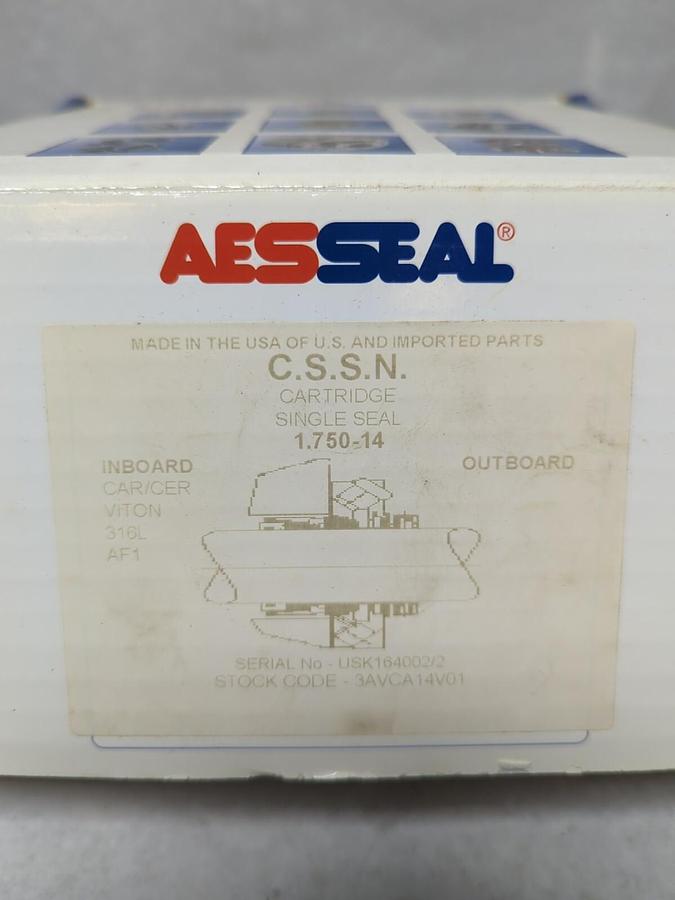 AESSEAL®
MADE IN THE USA OF U.S. AND IMPORTED PARTS
C.S.S.N.
CARTRIDGE
SINGLE SEAL
1.750-14
INBOARD
CAR/CER
VITON
316L
AF1
OUTBOARD
SERIAL No - USK164002/2
STOCK CODE - 3AVCA14V01